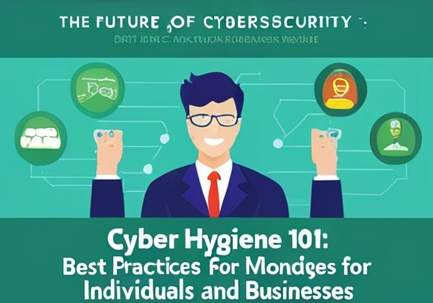 THE FUTURE OF CYBERSSCURITY
Cyber Hygiene 101:
Best Practices For Mondges for
Individuals and Businesses